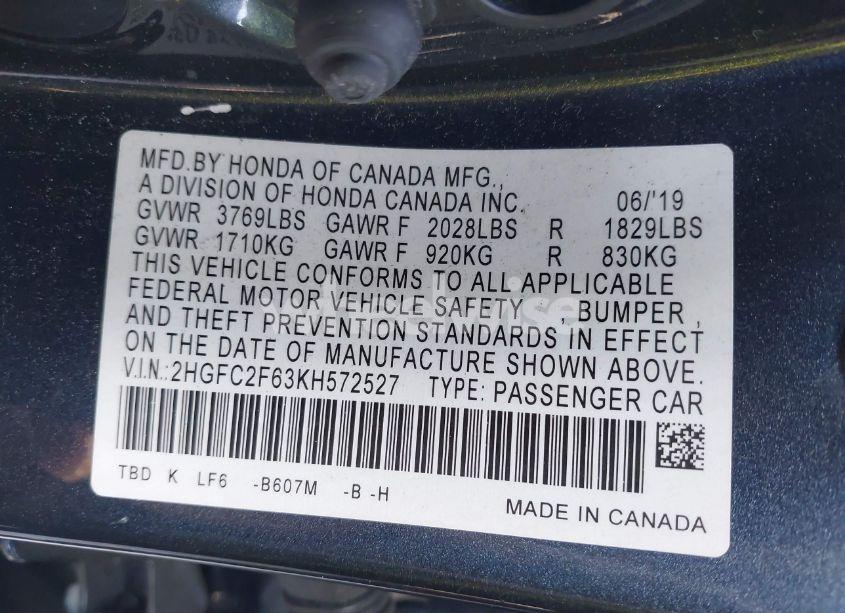 MFD.BY HONDA OF CANADA MFG.,
A DIVISION OF HONDA CANADA INC. 06/'19
GVWR 3769LBS GAWR F 2028LBS R 1829LBS
GVWR 1710KG GAWR F 920KG R 830KG
THIS VEHICLE CONFORMS TO ALL APPLICABLE
FEDERAL MOTOR VEHICLE SAFETY , BUMPER ,
AND THEFT PREVENTION STANDARDS IN EFFECT
ON THE DATE OF MANUFACTURE SHOWN ABOVE.
V.I.N.:2HGFC2F63KH572527 TYPE: PASSENGER CAR
TBD K LF6 -B607M -B -H
MADE IN CANADA